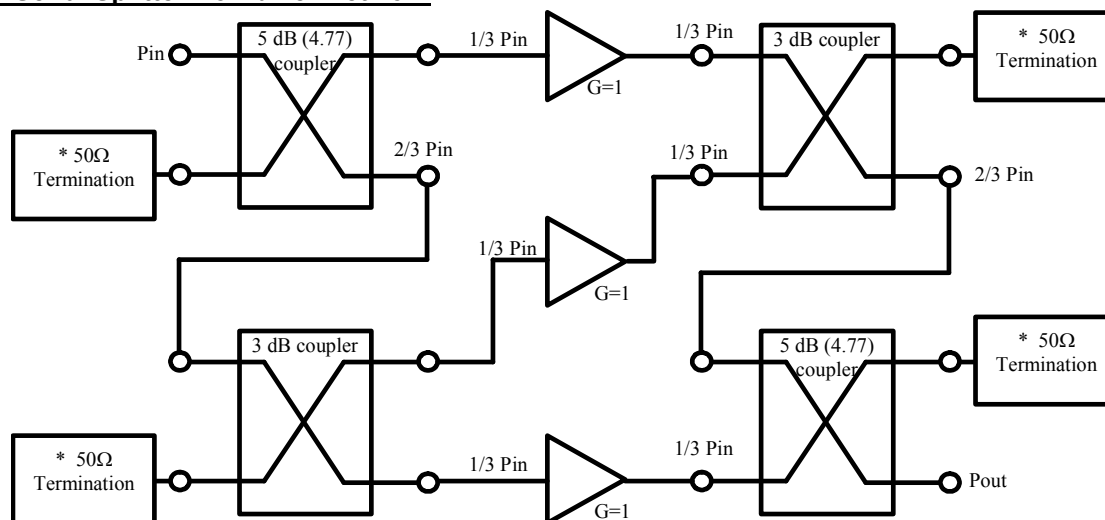 Pin
5 dB (4.77)
coupler
1/3 Pin
G=1
1/3 Pin
3 dB coupler
* 50Ω
Termination
* 50Ω
Termination
2/3 Pin
1/3 Pin
2/3 Pin
1/3 Pin
G=1
3 dB coupler
5 dB (4.77)
coupler
* 50Ω
Termination
* 50Ω
Termination
1/3 Pin
G=1
1/3 Pin
Pout